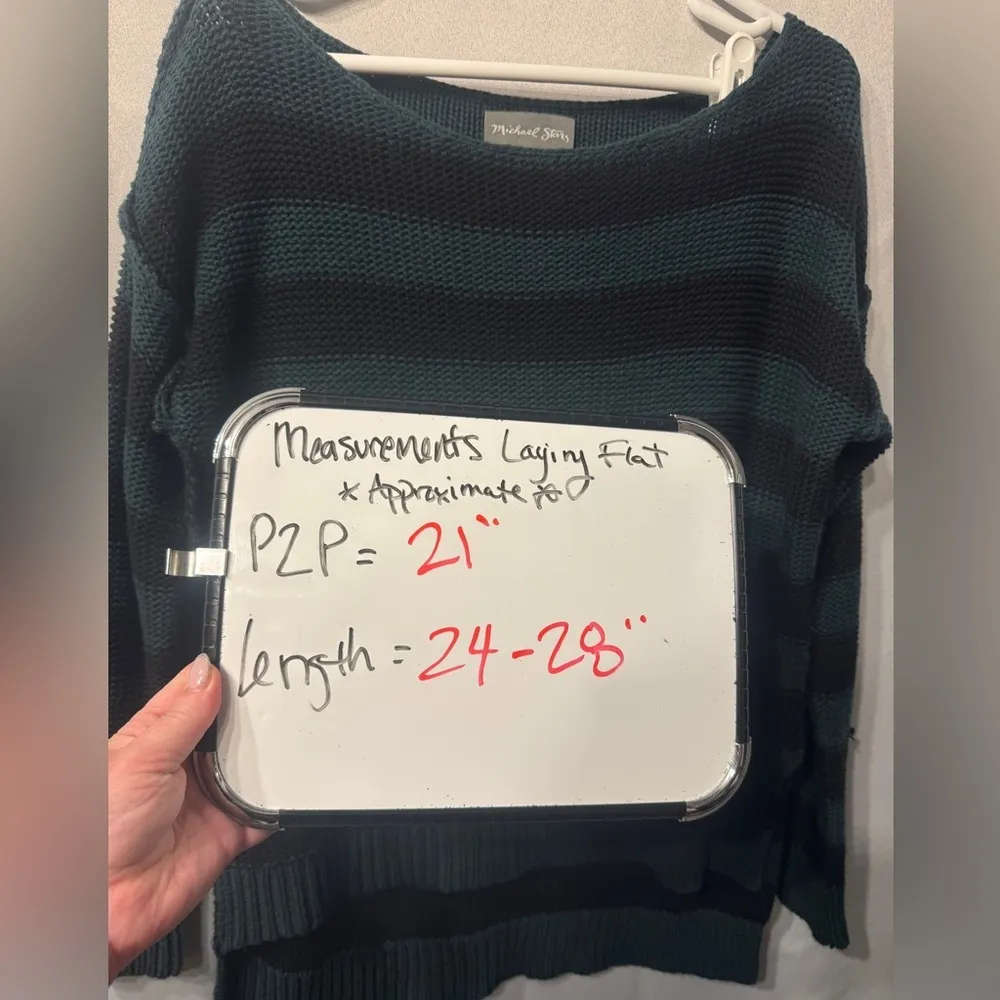 Michael Stars
Measurements Laying Flat
* Approximate *
P2P = 21"
Length = 24-28"